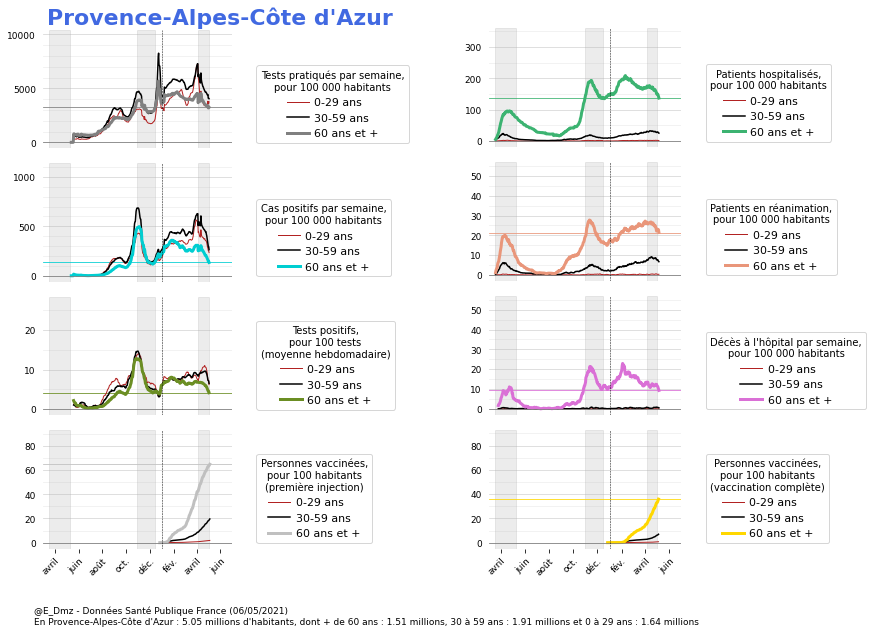 Provence-Alpes-Côte d'Azur
10000
5000
0
Tests pratiqués par semaine,
pour 100 000 habitants
0-29 ans
30-59 ans
60 ans et +
300
200
100
0
Patients hospitalisés,
pour 100 000 habitants
0-29 ans
30-59 ans
60 ans et +
1000
500
0
Cas positifs par semaine,
pour 100 000 habitants
0-29 ans
30-59 ans
60 ans et +
50
40
30
20
10
0
Patients en réanimation,
pour 100 000 habitants
0-29 ans
30-59 ans
60 ans et +
20
10
0
Tests positifs,
pour 100 tests
(moyenne hebdomadaire)
0-29 ans
30-59 ans
60 ans et +
50
40
30
20
10
0
Décès à l'hôpital par semaine,
pour 100 000 habitants
0-29 ans
30-59 ans
60 ans et +
80
60
40
20
0
Personnes vaccinées,
pour 100 habitants
(première injection)
0-29 ans
30-59 ans
60 ans et +
80
60
40
20
0
Personnes vaccinées,
pour 100 habitants
(vaccination complète)
0-29 ans
30-59 ans
60 ans et +
avril
juin
août
oct.
déc.
fév.
avril
juin
avril
juin
août
oct.
déc.
fév.
avril
juin
@E_Dmz - Données Santé Publique France (06/05/2021)
En Provence-Alpes-Côte d'Azur : 5.05 millions d'habitants, dont + de 60 ans : 1.51 millions, 30 à 59 ans : 1.91 millions et 0 à 29 ans : 1.64 millions